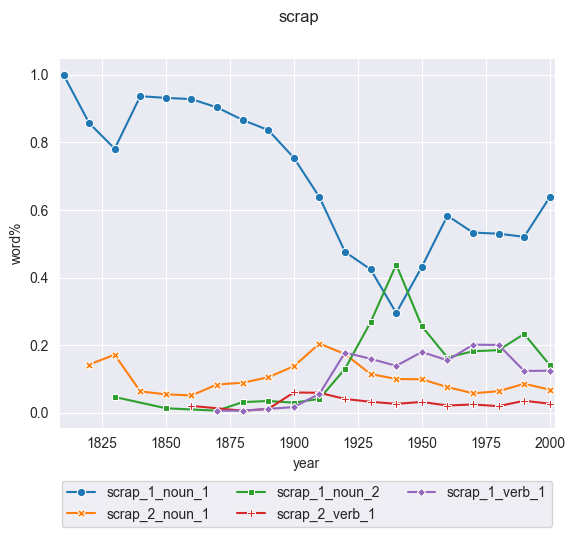 scrap
1.0
0.8
0.6
0.4
0.2
0.0
word%
1825 1850 1875 1900 1925 1950 1975 2000
year
scrap_1_noun_1 scrap_1_noun_2 scrap_1_verb_1
scrap_2_noun_1 scrap_2_verb_1